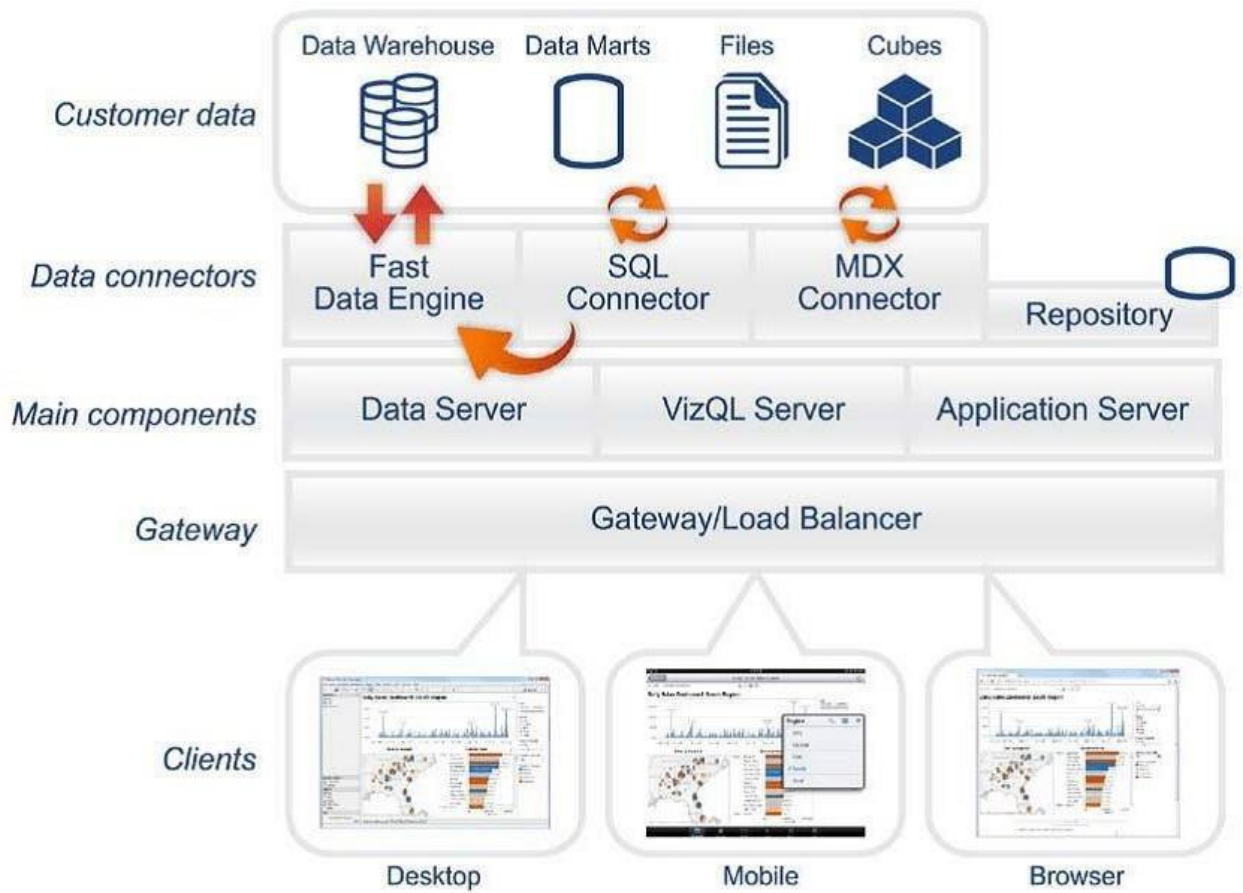 Data Warehouse
Data Marts
Files
Cubes
Customer data
Data connectors
Fast
Data Engine
SQL
Connector
MDX
Connector
Repository
Main components
Data Server
VizQL Server
Application Server
Gateway
Gateway/Load Balancer
Clients
Desktop
Mobile
Browser